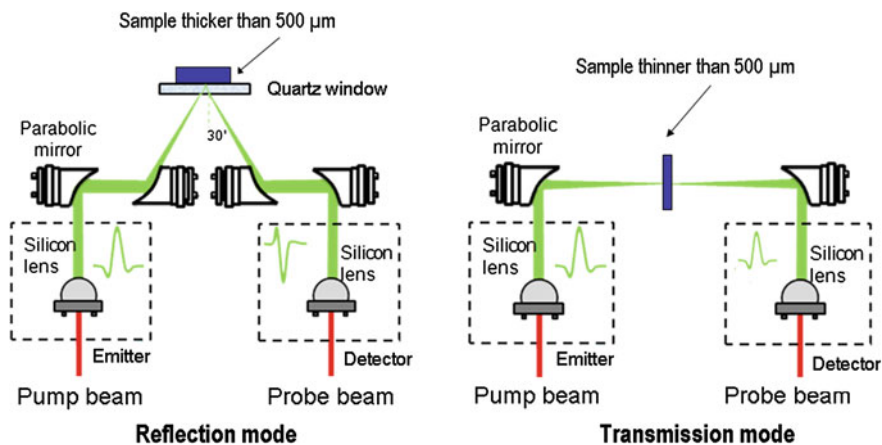 Sample thicker than 500 µm
Quartz window
30'
Parabolic
mirror
Silicon
lens
Silicon
lens
Emitter
Detector
Pump beam
Probe beam
Reflection mode
Sample thinner than 500 µm
Parabolic
mirror
Silicon
lens
Silicon
lens
Emitter
Detector
Pump beam
Probe beam
Transmission mode